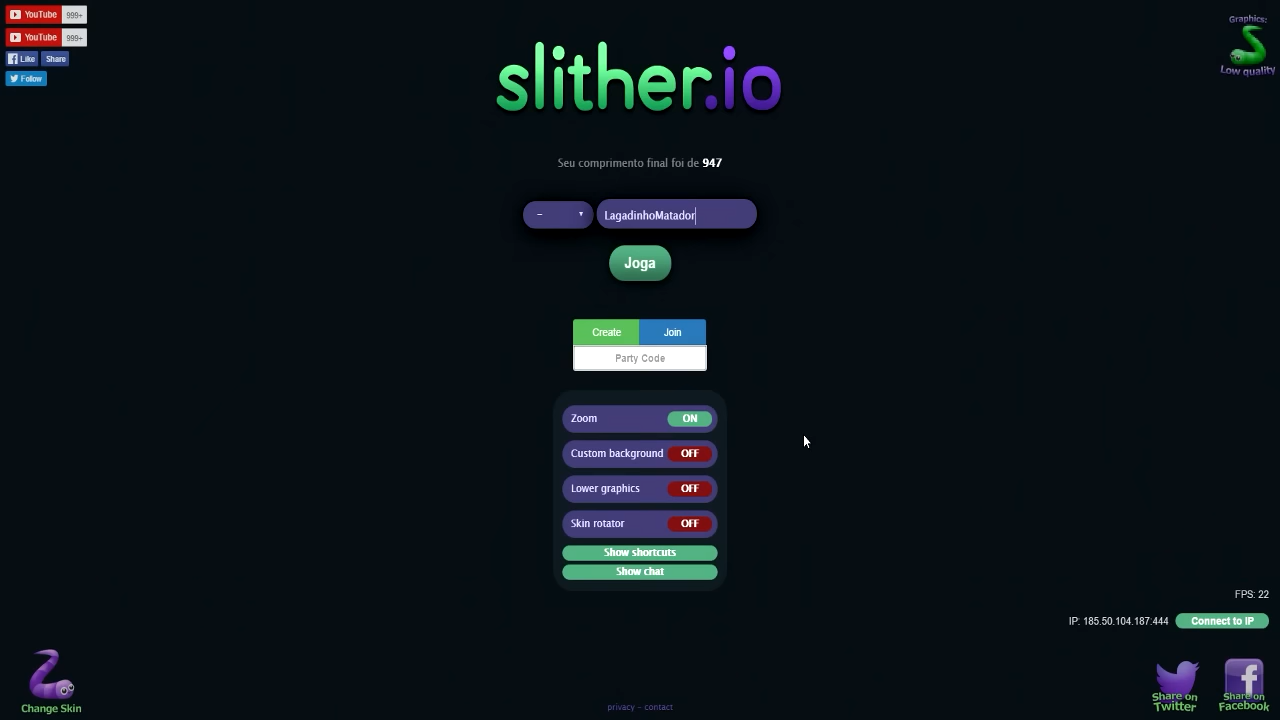 YouTube 999+
YouTube 999+
Like Share
Follow
Graphics:
Low quality
slither.io
Seu comprimento final foi de 947
– LagadinhoMatador
Joga
Create Join
Party Code
Zoom ON
Custom background OFF
Lower graphics OFF
Skin rotator OFF
Show shortcuts
Show chat
FPS: 22
IP: 185.50.104.187.444 Connect to IP
Change Skin
privacy – contact
Share on Twitter
Share on Facebook